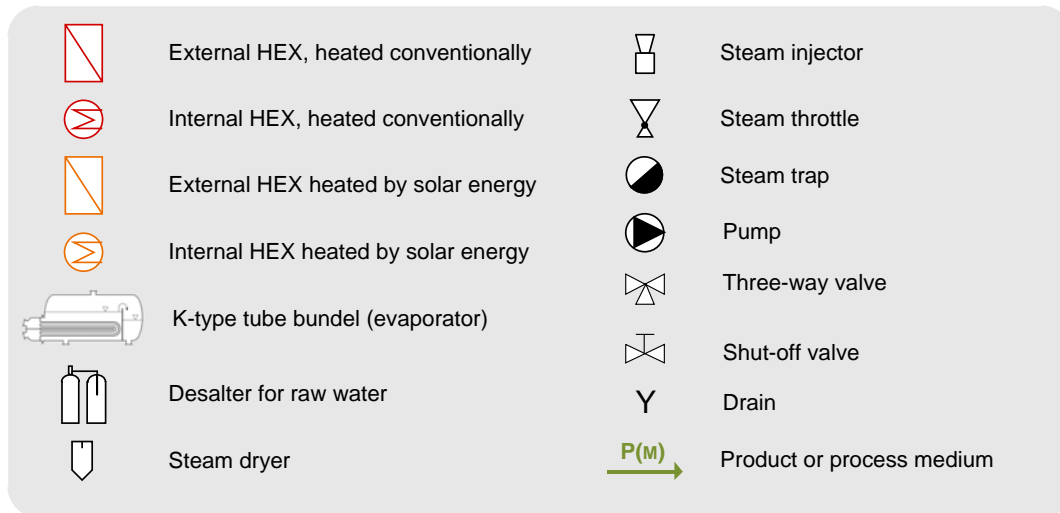 External HEX, heated conventionally
Internal HEX, heated conventionally
External HEX heated by solar energy
Internal HEX heated by solar energy
K-type tube bundel (evaporator)
Desalter for raw water
Steam dryer
Steam injector
Steam throttle
Steam trap
Pump
Three-way valve
Shut-off valve
Y Drain
P(M) Product or process medium